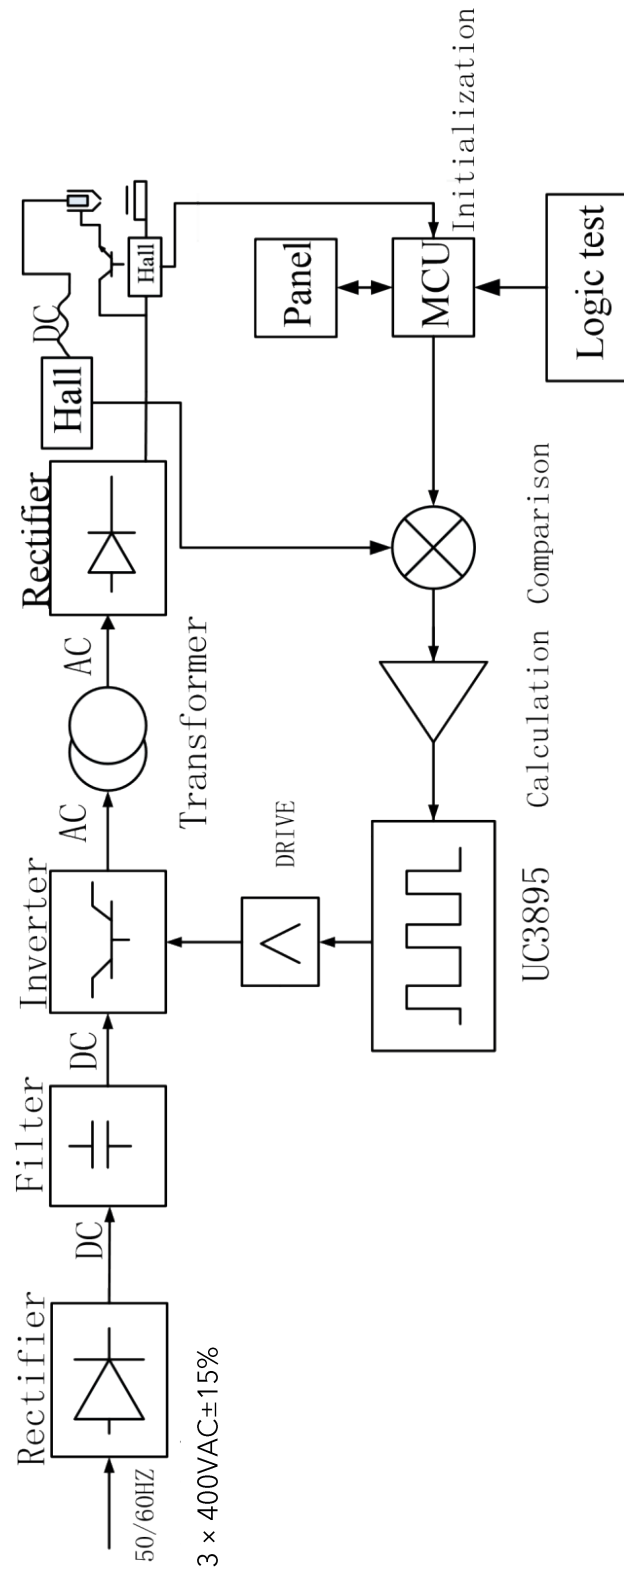 50/60HZ
3 × 400VAC±15%
Rectifier
DC
Filter
DC
Inverter
AC
Transformer
AC
Rectifier
Hall
DC
Hall
DRIVE
UC3895
Calculation Comparison
Panel
MCU
Initialization
Logic test